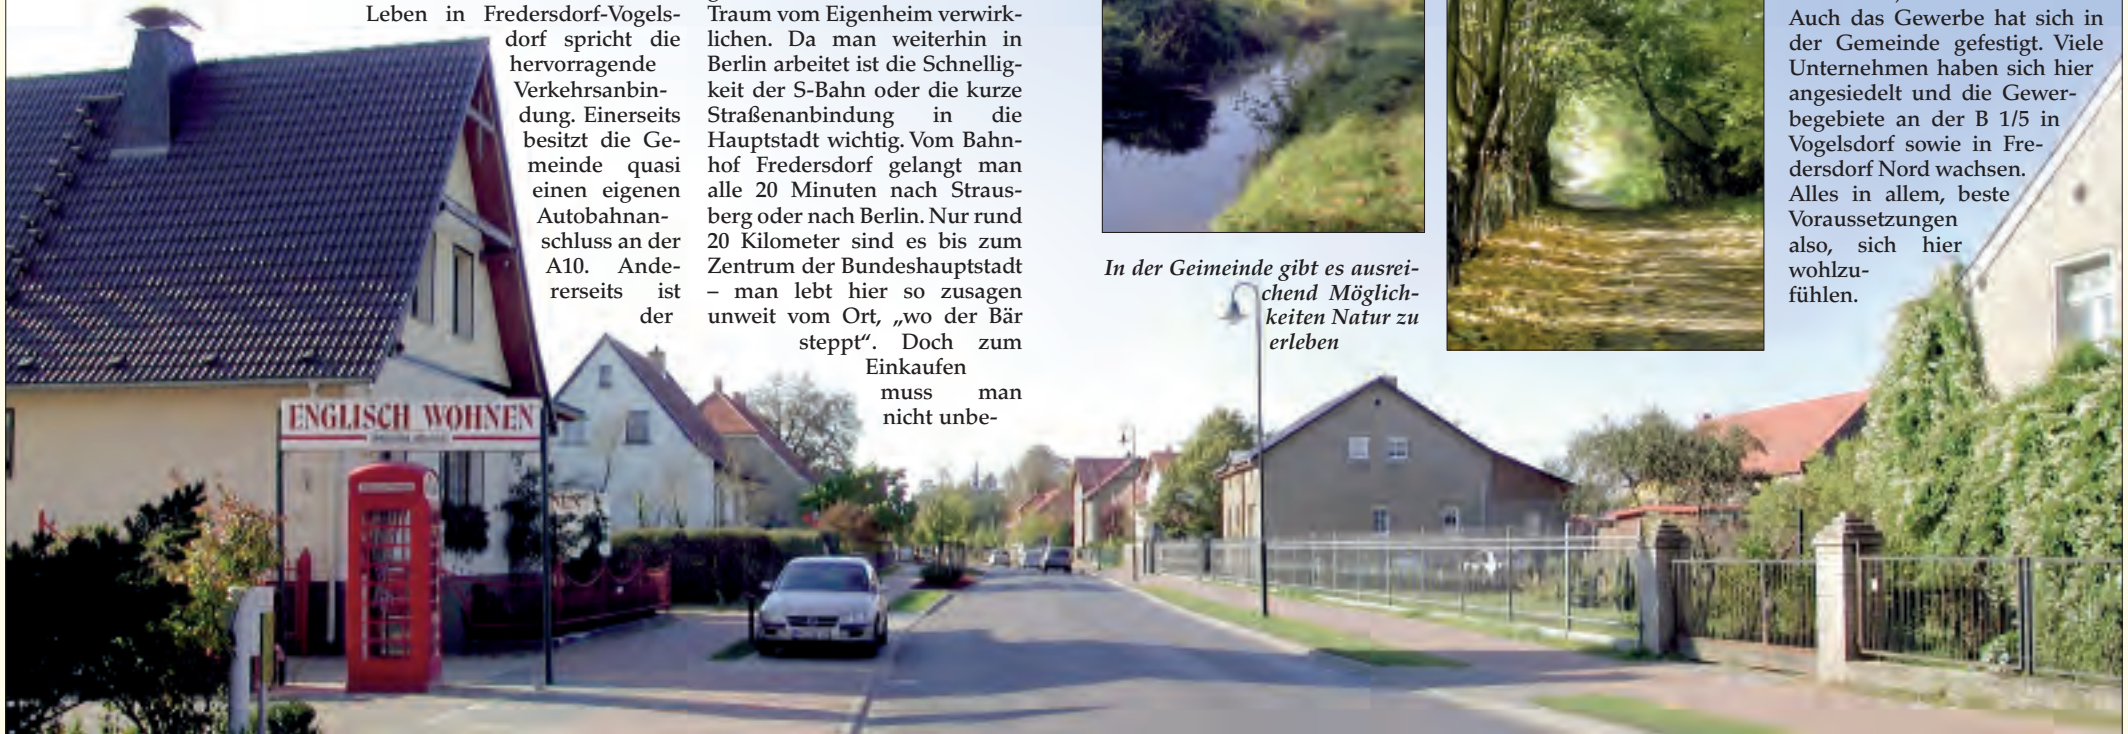 Leben in Fredersdorf-Vogels-
dorf spricht die
hervorragende
Verkehrsanbin-
dung. Einerseits
besitzt die Ge-
meinde quasi
einen eigenen
Autobahnan-
schluss an der
A10. Ande-
rerseits ist
der
Traum vom Eigenheim verwirk-
lichen. Da man weiterhin in
Berlin arbeitet ist die Schnellig-
keit der S-Bahn oder die kurze
Straßenanbindung in die
Hauptstadt wichtig. Vom Bahn-
hof Fredersdorf gelangt man
alle 20 Minuten nach Straus-
berg oder nach Berlin. Nur rund
20 Kilometer sind es bis zum
Zentrum der Bundeshauptstadt
– man lebt hier so zusagen
unweit vom Ort, „wo der Bär
steppt“. Doch zum
Einkaufen
muss man
nicht unbe-
In der Geimeinde gibt es ausrei-
chend Möglich-
keiten Natur zu
erleben
Auch das Gewerbe hat sich in
der Gemeinde gefestigt. Viele
Unternehmen haben sich hier
angesiedelt und die Gewer-
begebiete an der B 1/5 in
Vogelsdorf sowie in Fre-
dersdorf Nord wachsen.
Alles in allem, beste
Voraussetzungen
also, sich hier
wohlzu-
fühlen.
ENGLISCH WOHNEN